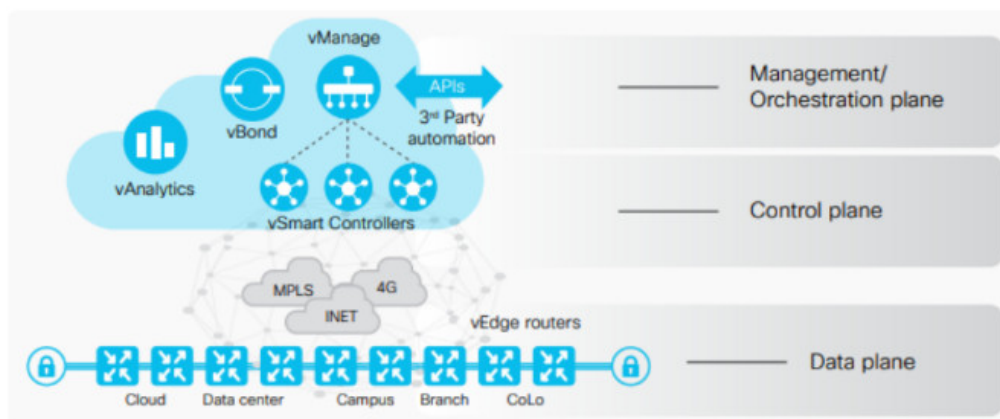 vManage
APIs
3rd Party
automation
vBond
vAnalytics
vSmart Controllers
Management/
Orchestration plane
Control plane
MPLS
4G
INET
vEdge routers
Data plane
Cloud
Data center
Campus
Branch
CoLo